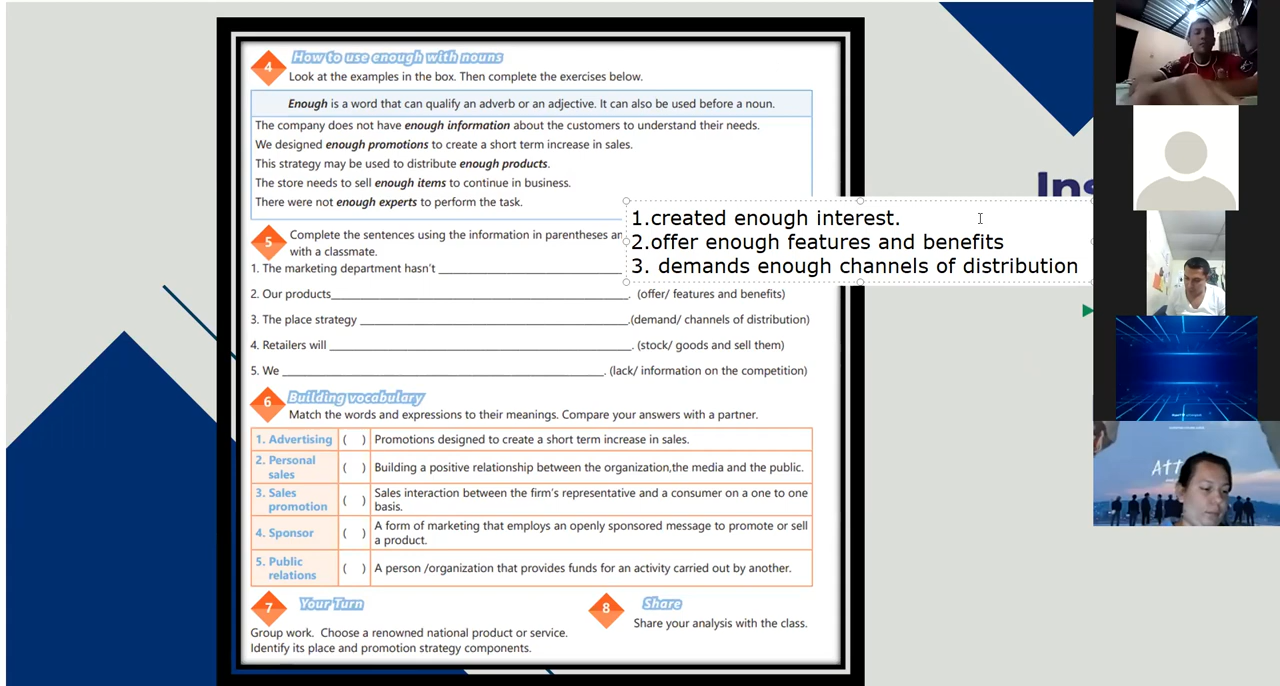 4 How to use enough with nouns
Look at the examples in the box. Then complete the exercises below.
Enough is a word that can qualify an adverb or an adjective. It can also be used before a noun.
The company does not have enough information about the customers to understand their needs.
We designed enough promotions to create a short term increase in sales.
This strategy may be used to distribute enough products.
The store needs to sell enough items to continue in business.
There were not enough experts to perform the task.
1.created enough interest.
2.offer enough features and benefits
3. demands enough channels of distribution
5 Complete the sentences using the information in parentheses an
with a classmate.
1. The marketing department hasn't ____________________
2. Our products____________________. (offer/ features and benefits)
3. The place strategy ____________________.(demand/ channels of distribution)
4. Retailers will ____________________. (stock/ goods and sell them)
5. We ____________________. (lack/ information on the competition)
6 Building vocabulary
Match the words and expressions to their meanings. Compare your answers with a partner.
1. Advertising ( ) Promotions designed to create a short term increase in sales.
2. Personal sales ( ) Building a positive relationship between the organization,the media and the public.
3. Sales promotion ( ) Sales interaction between the firm's representative and a consumer on a one to one
basis.
4. Sponsor ( ) A form of marketing that employs an openly sponsored message to promote or sell
a product.
5. Public relations ( ) A person /organization that provides funds for an activity carried out by another.
7 Your Turn
Group work. Choose a renowned national product or service.
Identify its place and promotion strategy components.
8 Share
Share your analysis with the class.